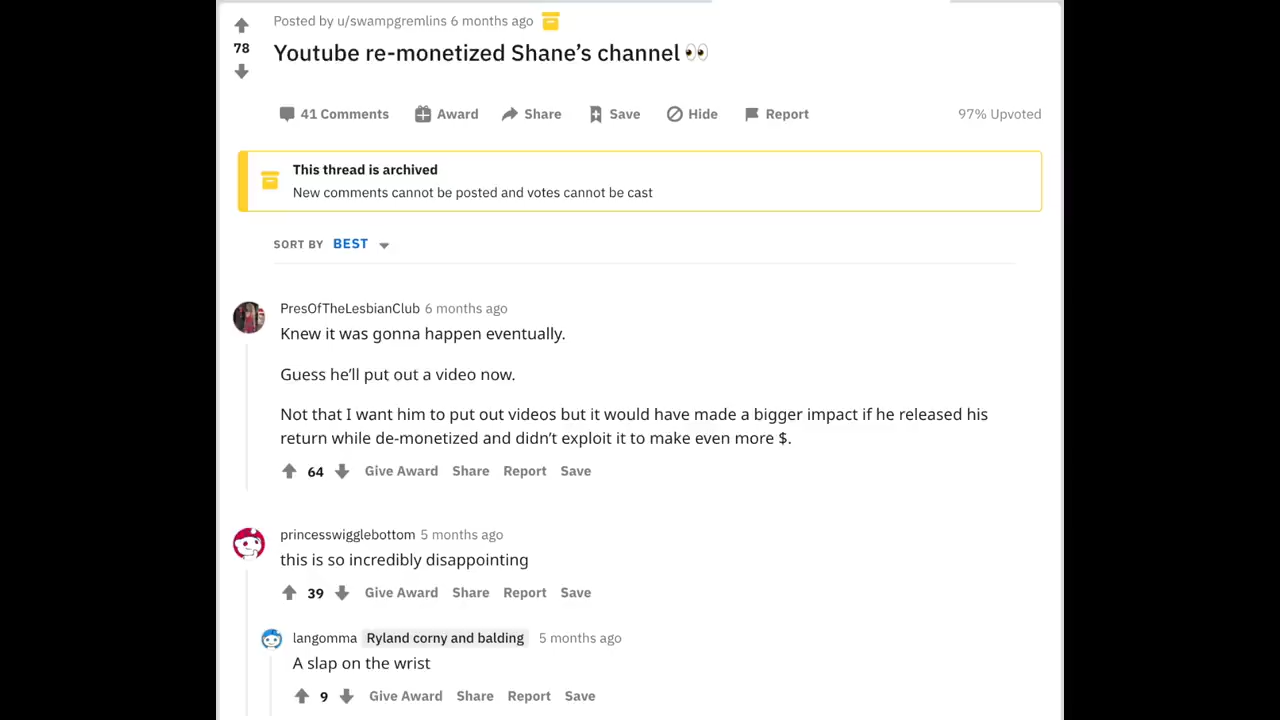 Posted by u/swampgremlins 6 months ago
78
Youtube re-monetized Shane's channel 👀
41 Comments Award Share Save Hide Report 97% Upvoted
This thread is archived
New comments cannot be posted and votes cannot be cast
SORT BY BEST
PresOfTheLesbianClub 6 months ago
Knew it was gonna happen eventually.
Guess he'll put out a video now.
Not that I want him to put out videos but it would have made a bigger impact if he released his
return while de-monetized and didn't exploit it to make even more $.
64 Give Award Share Report Save
princesswigglebottom 5 months ago
this is so incredibly disappointing
39 Give Award Share Report Save
langomma Ryland corny and balding 5 months ago
A slap on the wrist
9 Give Award Share Report Save